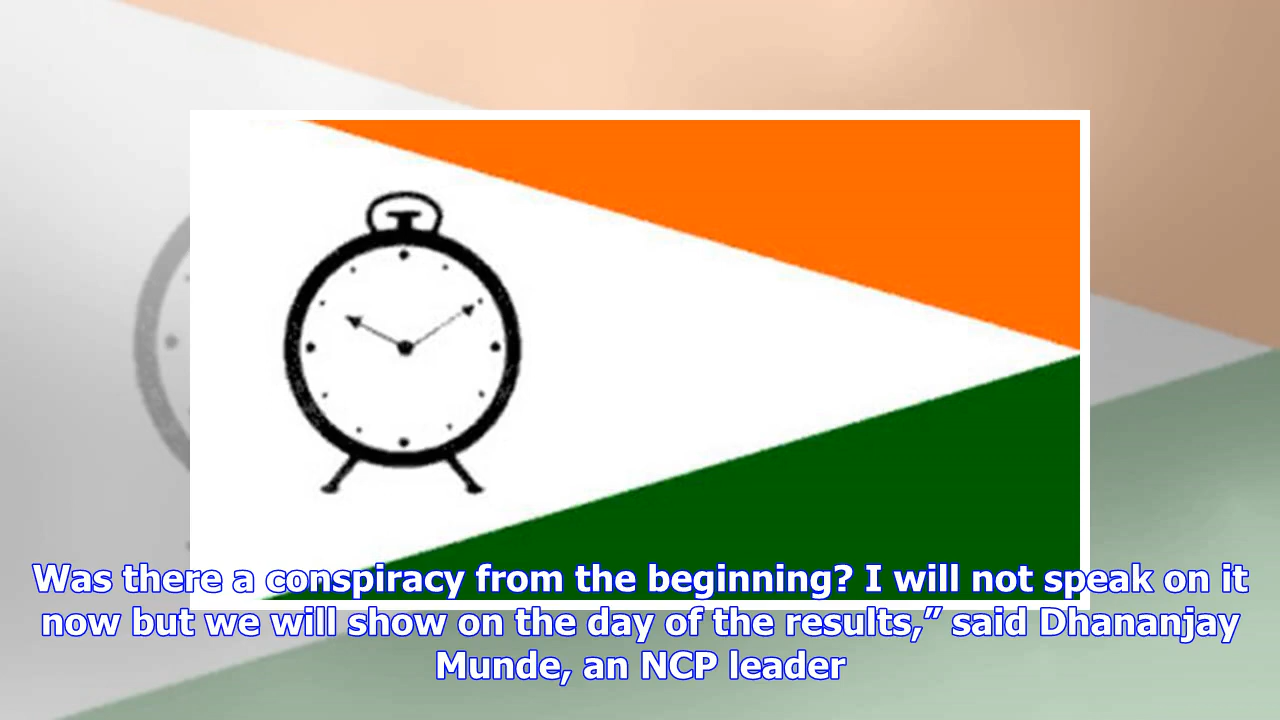 Was there a conspiracy from the beginning? I will not speak on it
now but we will show on the day of the results,” said Dhananjay
Munde, an NCP leader